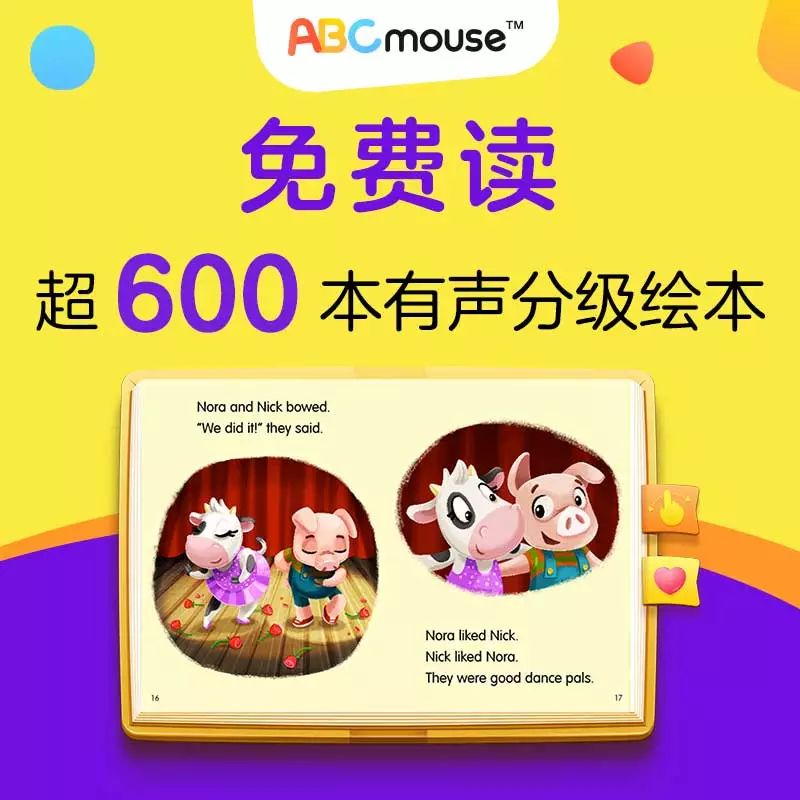 ABCmouse™
免费读
超 600 本有声分级绘本
Nora and Nick bowed.
"We did it!" they said.
16
Nora liked Nick.
Nick liked Nora.
They were good dance pals.
17